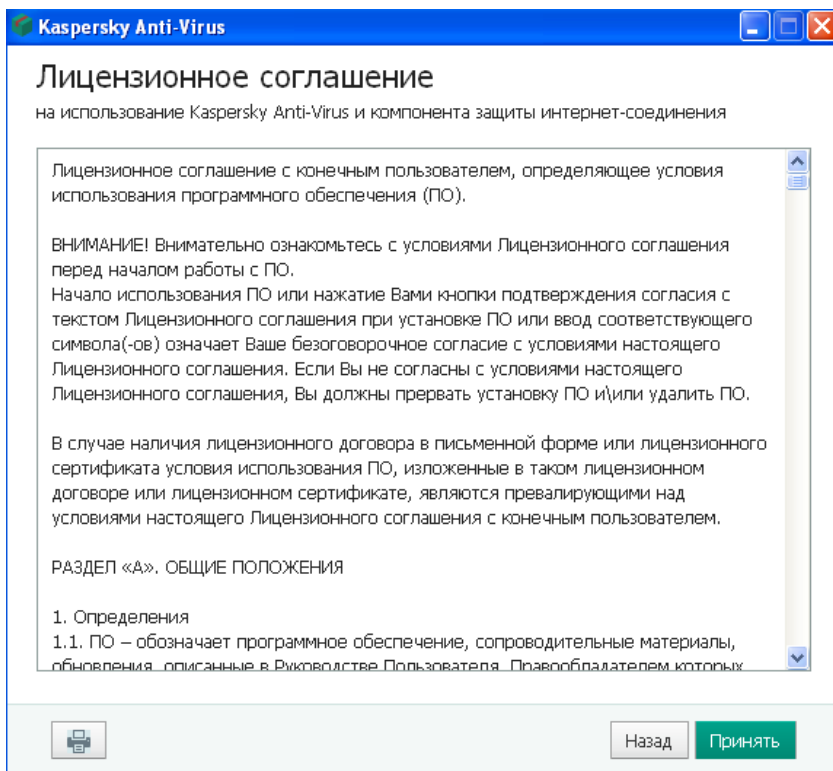 Kaspersky Anti-Virus
Лицензионное соглашение
на использование Kaspersky Anti-Virus и компонента защиты интернет-соединения
Лицензионное соглашение с конечным пользователем, определяющее условия
использования программного обеспечения (ПО).
ВНИМАНИЕ! Внимательно ознакомьтесь с условиями Лицензионного соглашения
перед началом работы с ПО.
Начало использования ПО или нажатие Вами кнопки подтверждения согласия с
текстом Лицензионного соглашения при установке ПО или ввод соответствующего
символа(-ов) означает Ваше безоговорочное согласие с условиями настоящего
Лицензионного соглашения. Если Вы не согласны с условиями настоящего
Лицензионного соглашения, Вы должны прервать установку ПО и\или удалить ПО.
В случае наличия лицензионного договора в письменной форме или лицензионного
сертификата условия использования ПО, изложенные в таком лицензионном
договоре или лицензионном сертификате, являются превалирующими над
условиями настоящего Лицензионного соглашения с конечным пользователем.
РАЗДЕЛ «А». ОБЩИЕ ПОЛОЖЕНИЯ
1. Определения
1.1. ПО – обозначает программное обеспечение, сопроводительные материалы,
обновления, описанные в Руководстве Пользователя, Правообладателем которых
Назад
Принять